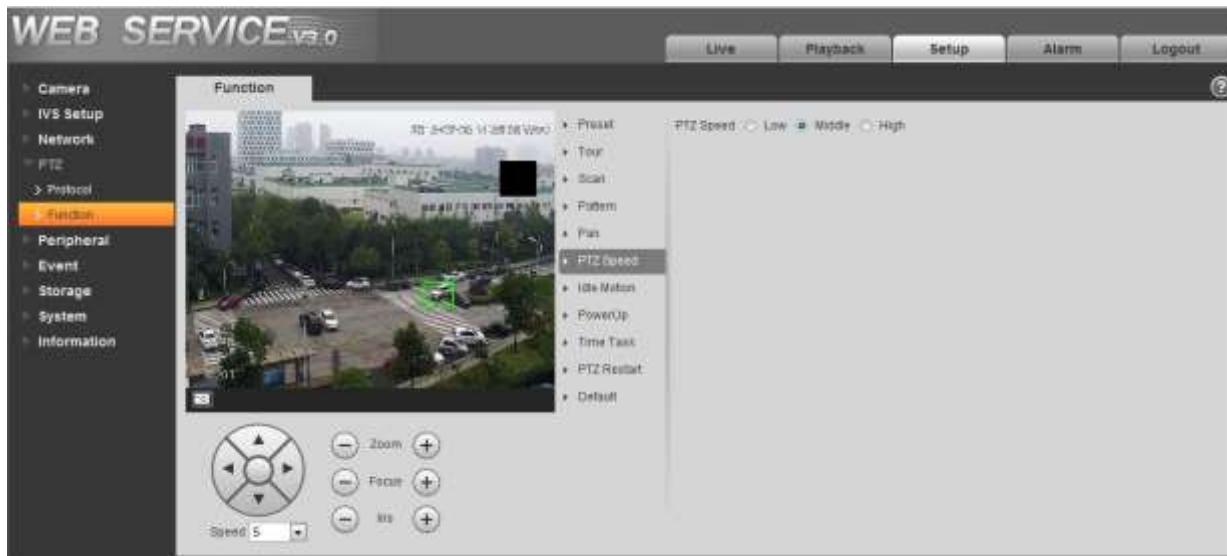 WEB SERVICE V3.0
Live Playback Setup Alarm Logout
Function
Camera
IVS Setup
Network
PTZ
Protocol
Function
Peripheral
Event
Storage
System
Information
Preset
Tour
Scan
Pattern
Pan
PTZ Speed
Idle Motion
PowerUp
Time Task
PTZ Restart
Default
PTZ Speed Low Middle High
01
Zoom
Focus
Iris
Speed 5